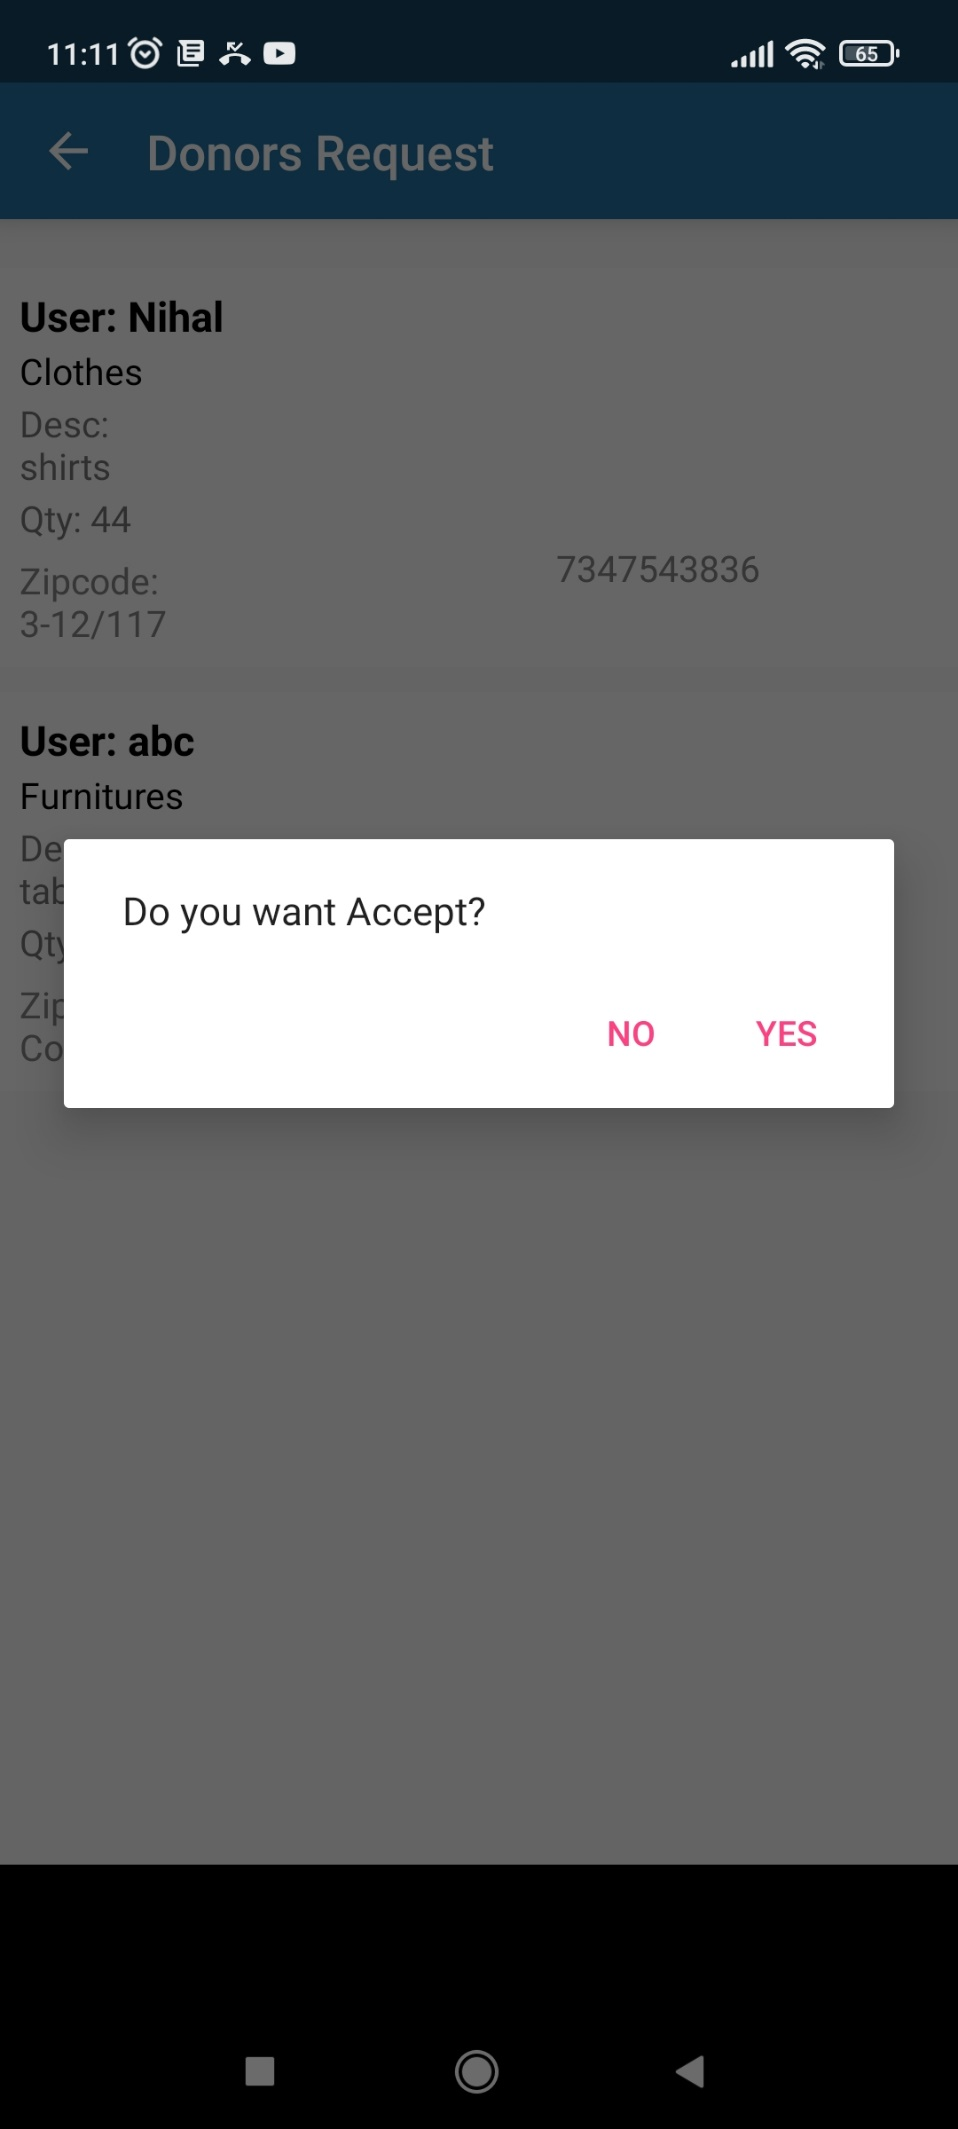 11:11
65
Donors Request
User: Nihal
Clothes
Desc:
shirts
Qty: 44
7347543836
Zipcode:
3-12/117
User: abc
Furnitures
Do you want Accept?
NO YES